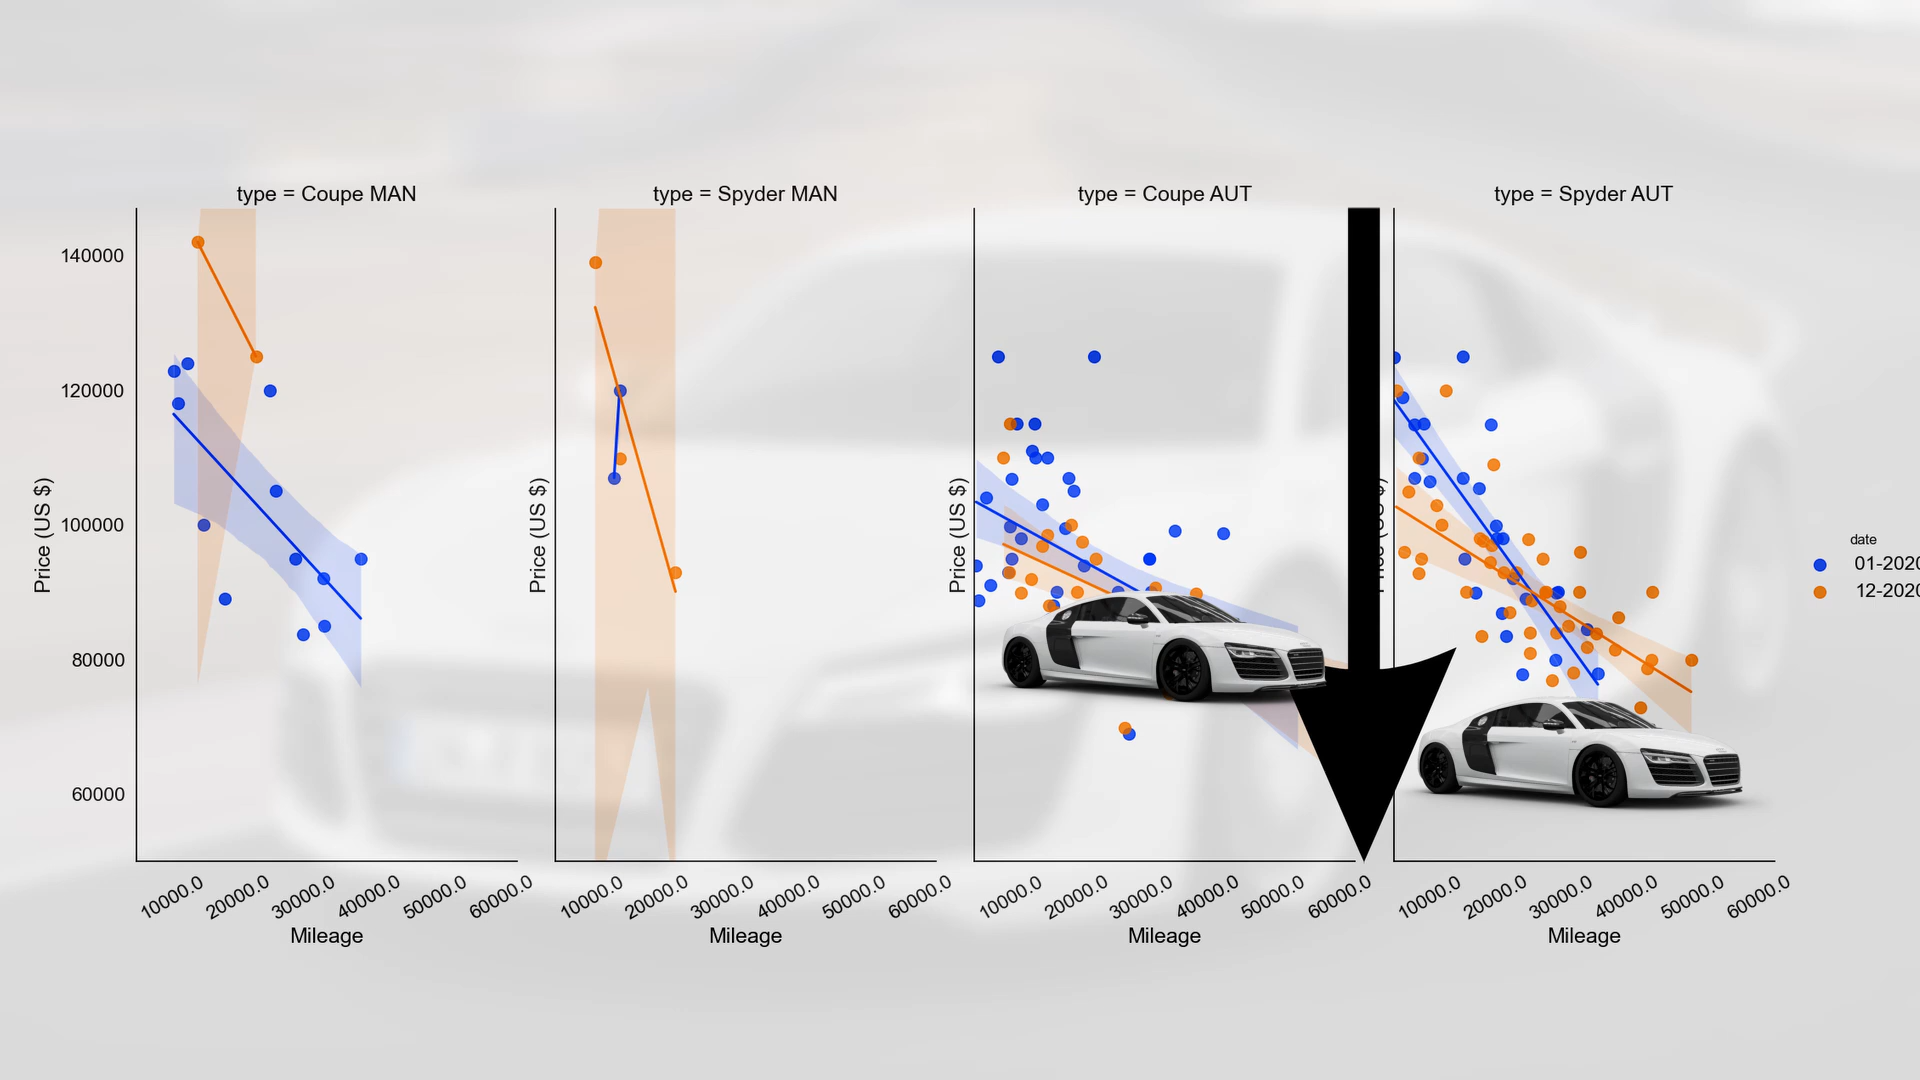 type = Coupe MAN
type = Spyder MAN
type = Coupe AUT
type = Spyder AUT
140000
120000
100000
80000
60000
Price (US $)
Price (US $)
Price (US $)
10000.0
20000.0
30000.0
40000.0
50000.0
60000.0
10000.0
20000.0
30000.0
40000.0
50000.0
60000.0
10000.0
20000.0
30000.0
40000.0
50000.0
60000.0
10000.0
20000.0
30000.0
40000.0
50000.0
60000.0
Mileage
Mileage
Mileage
Mileage
date
01-2020
12-2020